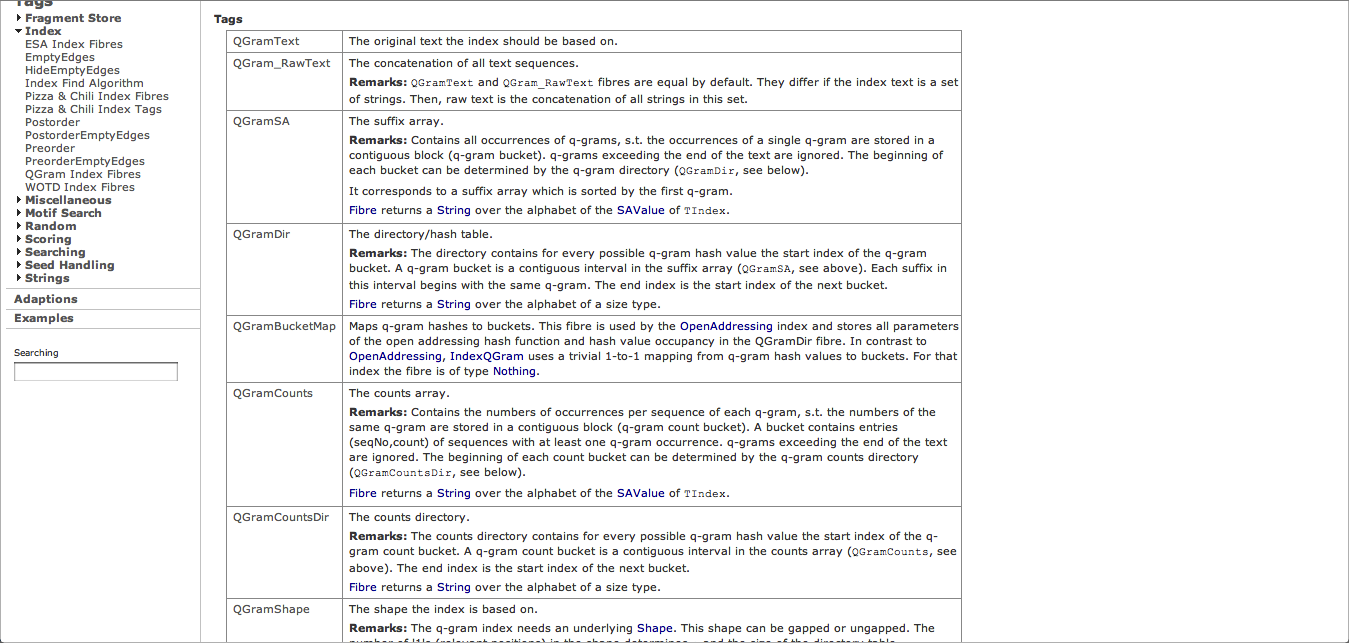 Tags
Fragment Store
Index
ESA Index Fibres
EmptyEdges
HideEmptyEdges
Index Find Algorithm
Pizza & Chili Index Fibres
Pizza & Chili Index Tags
Postorder
PostorderEmptyEdges
Preorder
PreorderEmptyEdges
QGram Index Fibres
WOTD Index Fibres
Miscellaneous
Motif Search
Random
Scoring
Searching
Seed Handling
Strings
Adaptions
Examples
Searching
Tags
QGramText
The original text the index should be based on.
QGram_RawText
The concatenation of all text sequences.
Remarks: QGramText and QGram_RawText fibres are equal by default. They differ if the index text is a set
of strings. Then, raw text is the concatenation of all strings in this set.
QGramSA
The suffix array.
Remarks: Contains all occurrences of q-grams, s.t. the occurrences of a single q-gram are stored in a
contiguous block (q-gram bucket). q-grams exceeding the end of the text are ignored. The beginning of
each bucket can be determined by the q-gram directory (QGramDir, see below).
It corresponds to a suffix array which is sorted by the first q-gram.
Fibre returns a String over the alphabet of the SAValue of TIndex.
QGramDir
The directory/hash table.
Remarks: The directory contains for every possible q-gram hash value the start index of the q-gram
bucket. A q-gram bucket is a contiguous interval in the suffix array (QGramSA, see above). Each suffix in
this interval begins with the same q-gram. The end index is the start index of the next bucket.
Fibre returns a String over the alphabet of a size type.
QGramBucketMap
Maps q-gram hashes to buckets. This fibre is used by the OpenAddressing index and stores all parameters
of the open addressing hash function and hash value occupancy in the QGramDir fibre. In contrast to
OpenAddressing, IndexQGram uses a trivial 1-to-1 mapping from q-gram hash values to buckets. For that
index the fibre is of type Nothing.
QGramCounts
The counts array.
Remarks: Contains the numbers of occurrences per sequence of each q-gram, s.t. the numbers of the
same q-gram are stored in a contiguous block (q-gram count bucket). A bucket contains entries
(seqNo,count) of sequences with at least one q-gram occurrence. q-grams exceeding the end of the text
are ignored. The beginning of each count bucket can be determined by the q-gram counts directory
(QGramCountsDir, see below).
Fibre returns a String over the alphabet of the SAValue of TIndex.
QGramCountsDir
The counts directory.
Remarks: The counts directory contains for every possible q-gram hash value the start index of the q-
gram count bucket. A q-gram count bucket is a contiguous interval in the counts array (QGramCounts, see
above). The end index is the start index of the next bucket.
Fibre returns a String over the alphabet of a size type.
QGramShape
The shape the index is based on.
Remarks: The q-gram index needs an underlying Shape. This shape can be gapped or ungapped. The